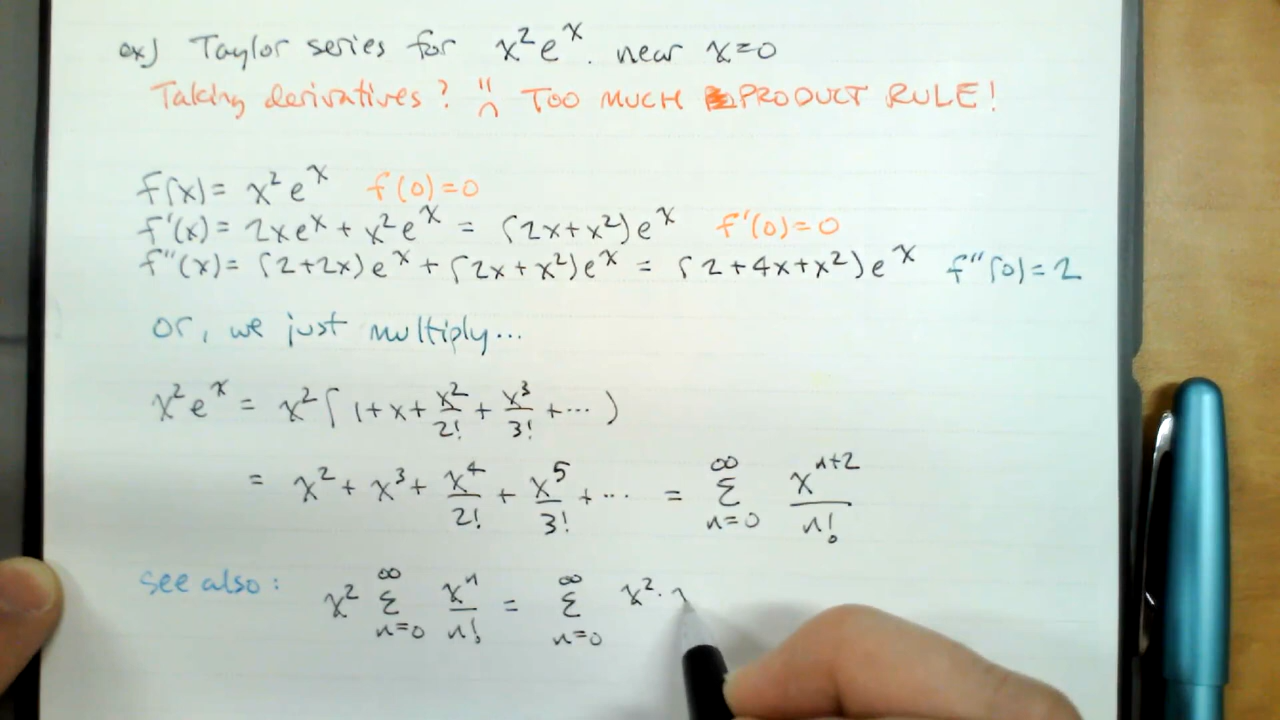 ex) Taylor series for x²eˣ. near x=0
Taking derivatives? :( TOO MUCH PRODUCT RULE!
f(x) = x²eˣ f(0)=0
f'(x) = 2xeˣ + x²eˣ = (2x+x²)eˣ f'(0)=0
f''(x) = (2+2x)eˣ + (2x+x²)eˣ = (2+4x+x²)eˣ f''(0)=2
or, we just multiply...
x²eˣ = x²(1+x+x²/2!+x³/3!+⋯)
= x²+x³+x⁴/2!+x⁵/3!+⋯ = ∑_{n=0}^{∞} x^{n+2}/n!
see also: x² ∑_{n=0}^{∞} xⁿ/n! = ∑_{n=0}^{∞} x²·